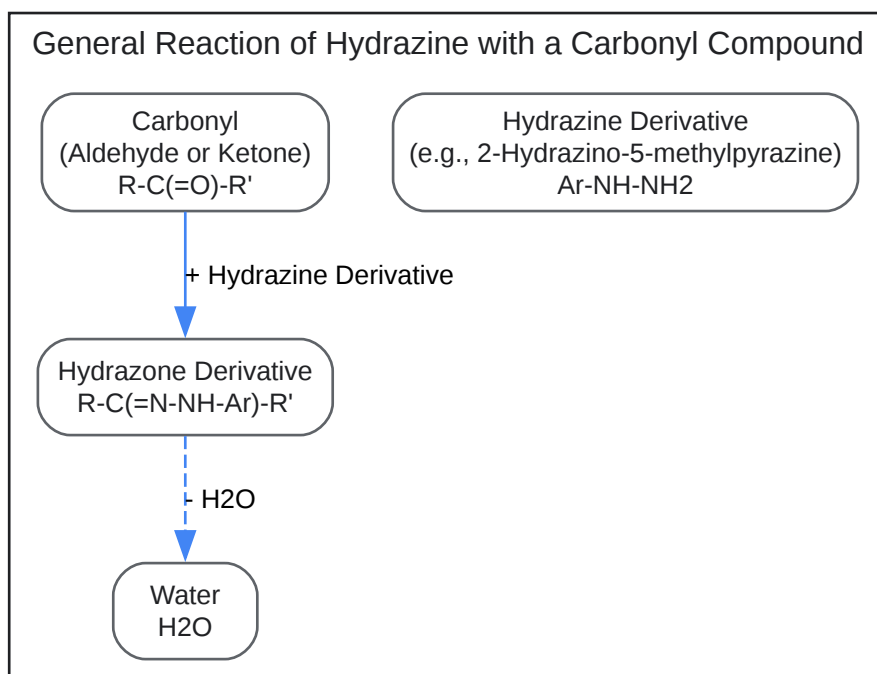 General Reaction of Hydrazine with a Carbonyl Compound
Carbonyl
(Aldehyde or Ketone)
R-C(=O)-R'
Hydrazine Derivative
(e.g., 2-Hydrazino-5-methylpyrazine)
Ar-NH-NH2
+ Hydrazine Derivative
Hydrazone Derivative
R-C(=N-NH-Ar)-R'
- H2O
Water
H2O